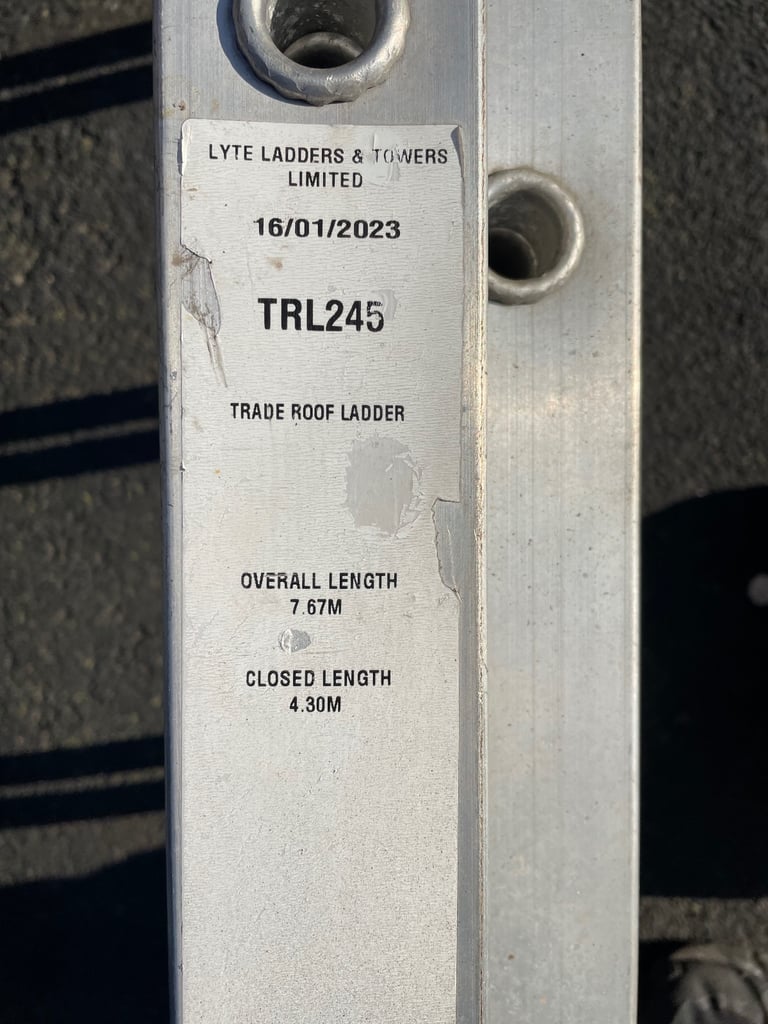 LYTE LADDERS & TOWERS
LIMITED
16/01/2023
TRL245
TRADE ROOF LADDER
OVERALL LENGTH
7.67M
CLOSED LENGTH
4.30M